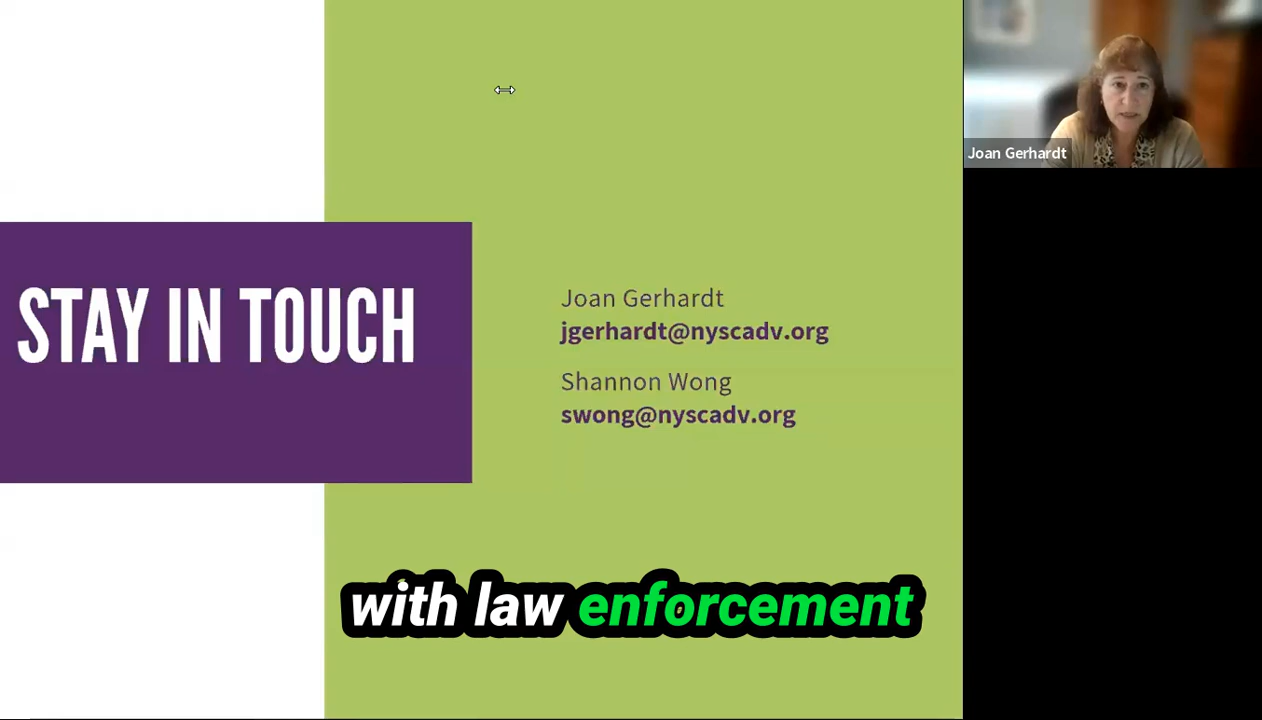 STAY IN TOUCH
Joan Gerhardt
jgerhardt@nyscadv.org
Shannon Wong
swong@nyscadv.org
with law enforcement
Joan Gerhardt